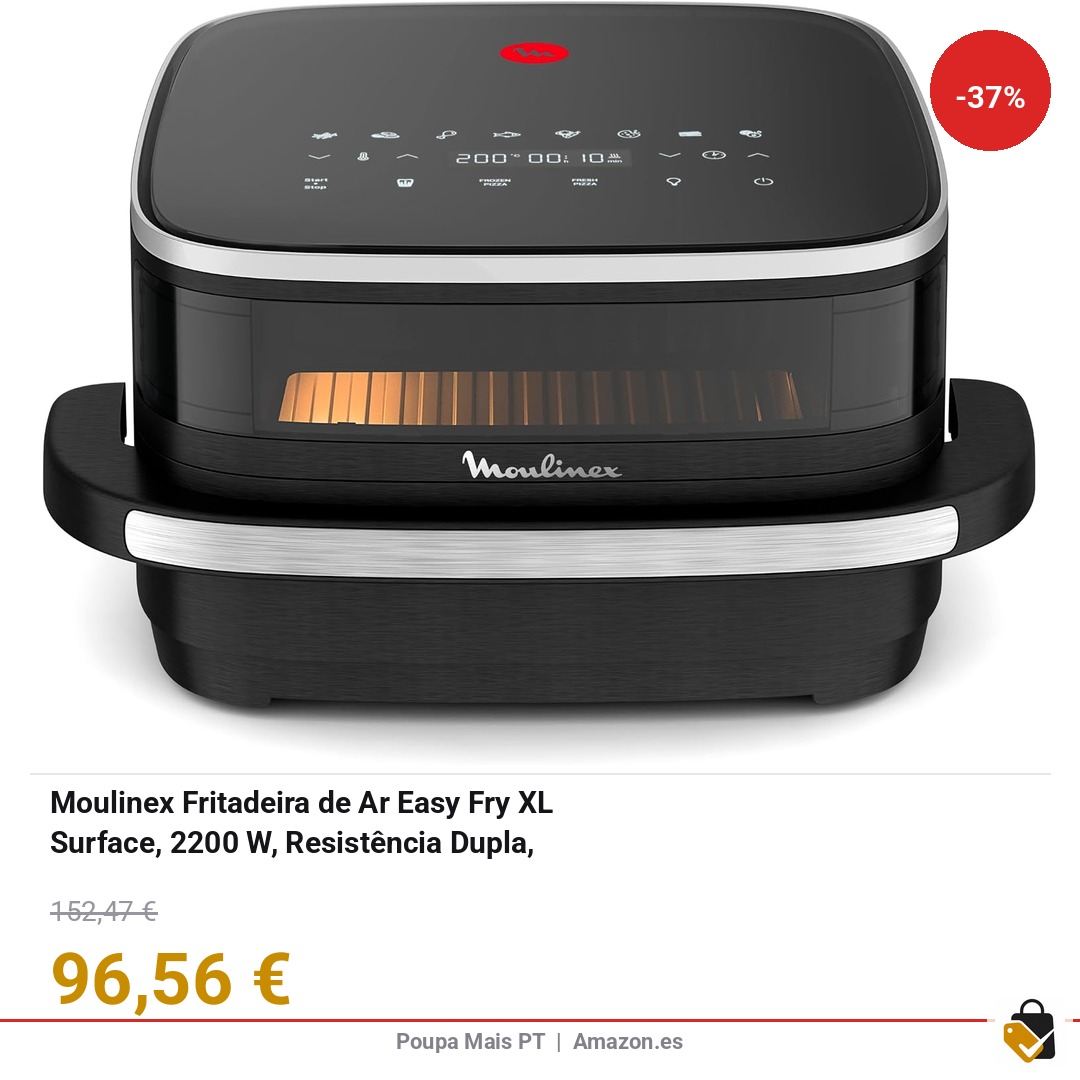 -37%
200°C 00:10 min
h
Start
Stop
FROZEN
PIZZA
FRESH
PIZZA
Moulinex
Moulinex Fritadeira de Ar Easy Fry XL
Surface, 2200 W, Resistência Dupla,
152,47 €
96,56 €
Poupa Mais PT | Amazon.es